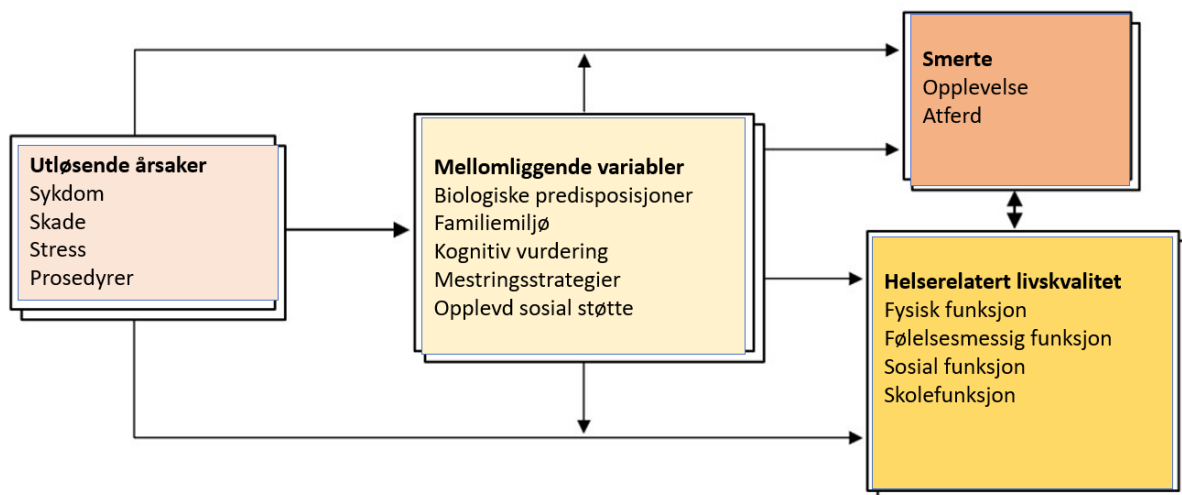 Utløsende årsaker
Sykdom
Skade
Stress
Prosedyrer
Mellomliggende variabler
Biologiske predisposisjoner
Familiemiljø
Kognitiv vurdering
Mestringsstrategier
Opplevd sosial støtte
Smerte
Opplevelse
Atferd
Helserelatert livskvalitet
Fysisk funksjon
Følelsesmessig funksjon
Sosial funksjon
Skolefunksjon